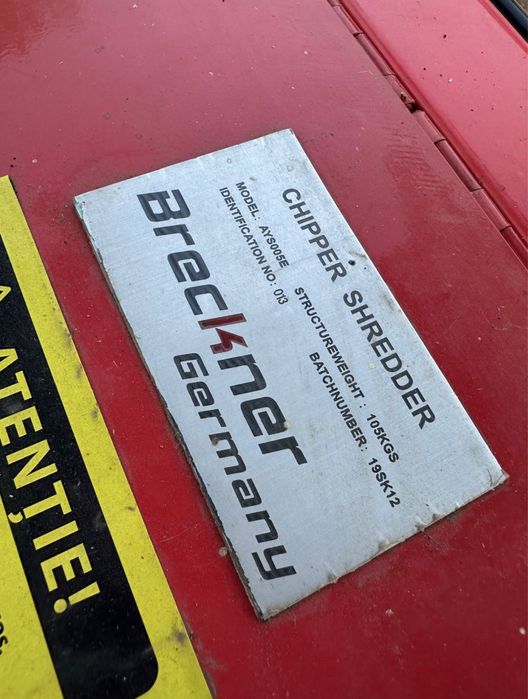 CHIPPER SHREDDER
MODEL: AYS005E STRUCTUREWEIGHT: 105KGS
IDENTIFICATION NO: 013 BATCHNUMBER: 19SK12
Breckner
Germany
ATENȚIE!